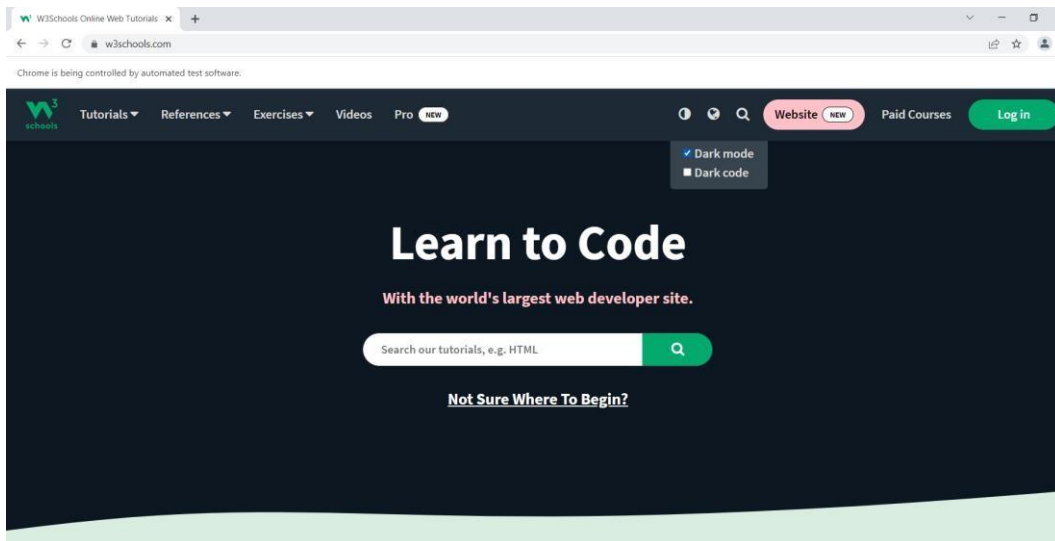 W3Schools Online Web Tutorials
w3schools.com
Chrome is being controlled by automated test software.
W3 schools Tutorials References Exercises Videos Pro NEW Website NEW Paid Courses Log in
Dark mode
Dark code
Learn to Code
With the world's largest web developer site.
Search our tutorials, e.g. HTML
Not Sure Where To Begin?